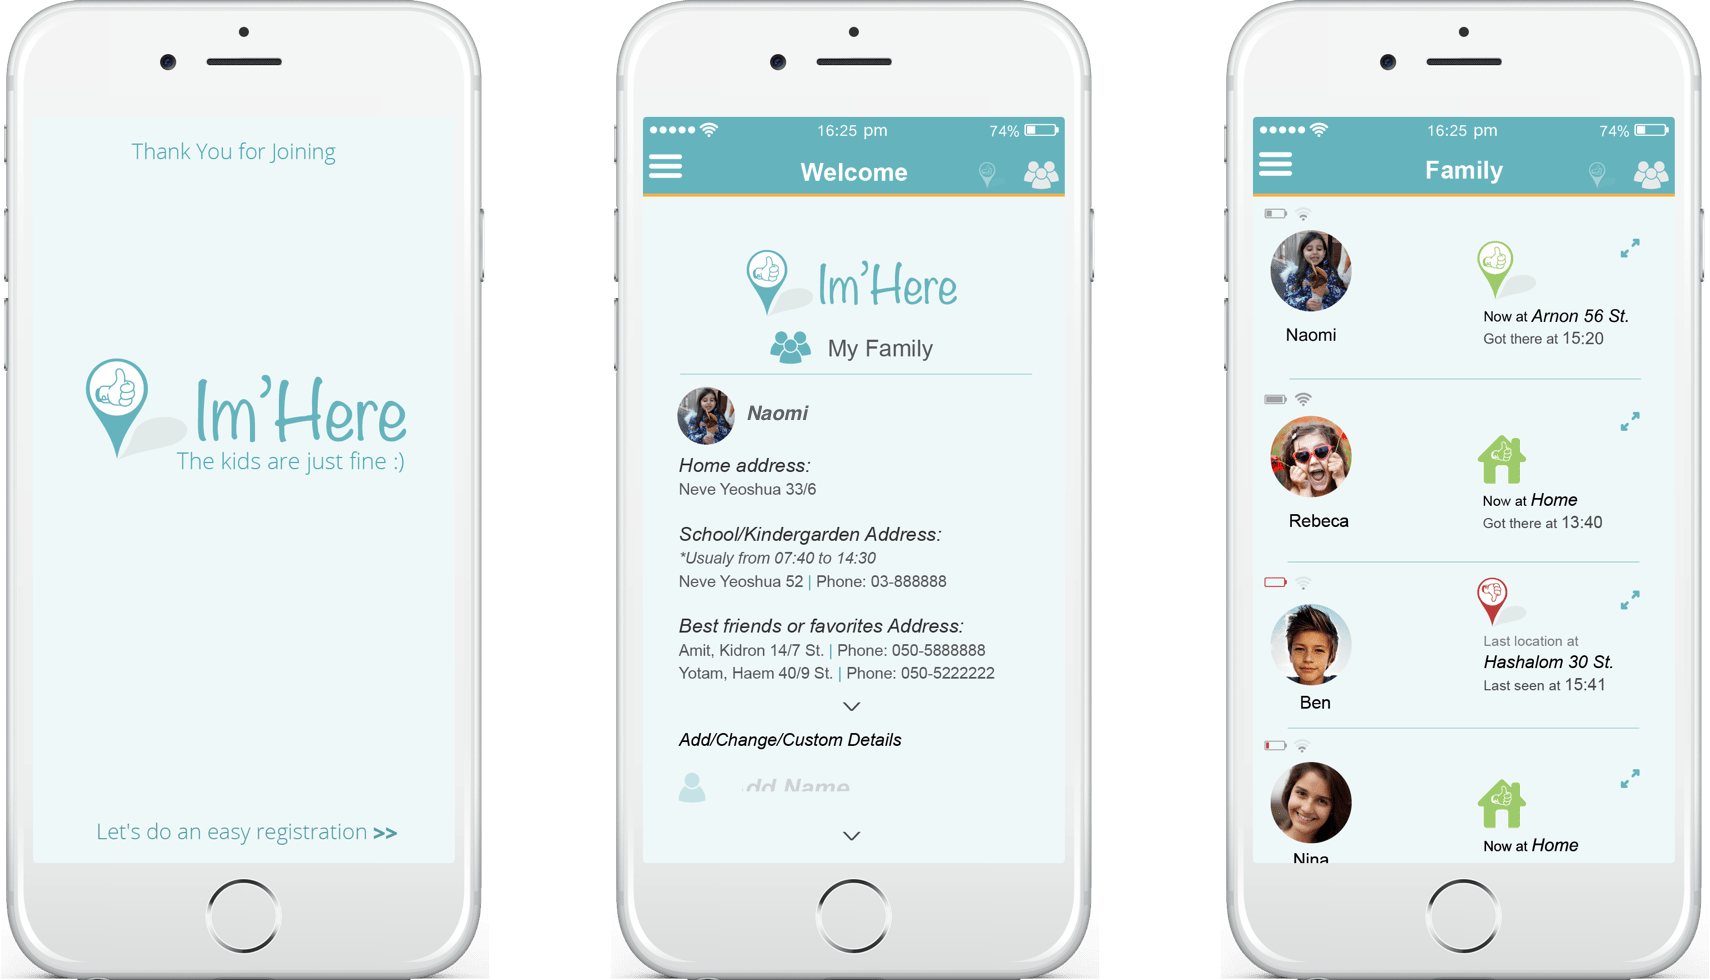 Thank You for Joining
Im'Here
The kids are just fine :)
Let's do an easy registration >>
16:25 pm
74%
Welcome
Im'Here
My Family
Naomi
Home address:
Neve Yeoshua 33/6
School/Kindergarden Address:
*Usualy from 07:40 to 14:30
Neve Yeoshua 52 | Phone: 03-888888
Best friends or favorites Address:
Amit, Kidron 14/7 St. | Phone: 050-5888888
Yotam, Haem 40/9 St. | Phone: 050-5222222
Add/Change/Custom Details
dd Name
16:25 pm
74%
Family
Naomi
Now at Arnon 56 St.
Got there at 15:20
Rebeca
Now at Home
Got there at 13:40
Ben
Last location at
Hashalom 30 St.
Last seen at 15:41
Nina
Now at Home